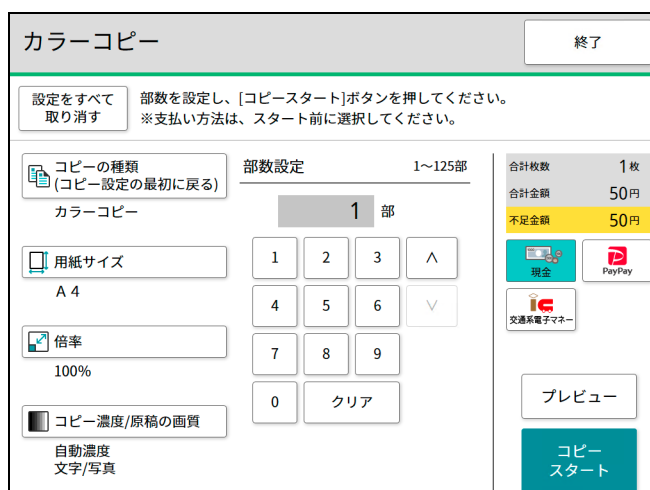 カラーコピー
終了
設定をすべて
取り消す
部数を設定し、[コピースタート]ボタンを押してください。
※支払い方法は、スタート前に選択してください。
コピーの種類
(コピー設定の最初に戻る)
カラーコピー
用紙サイズ
A 4
倍率
100%
コピー濃度/原稿の画質
自動濃度
文字/写真
部数設定 1～125部
1 部
1 2 3 ∧
4 5 6 ∨
7 8 9
0 クリア
合計枚数 1枚
合計金額 50円
不足金額 50円
現金
PayPay
ic
交通系電子マネー
プレビュー
コピー
スタート